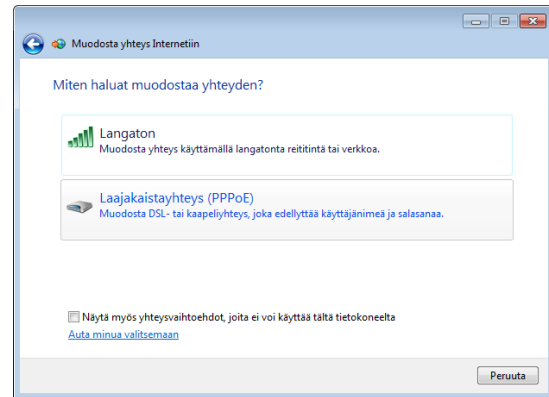 Muodosta yhteys Internetiin
Miten haluat muodostaa yhteyden?
Langaton
Muodosta yhteys käyttämällä langatonta reititintä tai verkkoa.
Laajakaistayhteys (PPPoE)
Muodosta DSL- tai kaapeliyhteys, joka edellyttää käyttäjänimeä ja salasanaa.
Näytä myös yhteysvaihtoehdot, joita ei voi käyttää tältä tietokoneelta
Auta minua valitsemaan
Peruuta